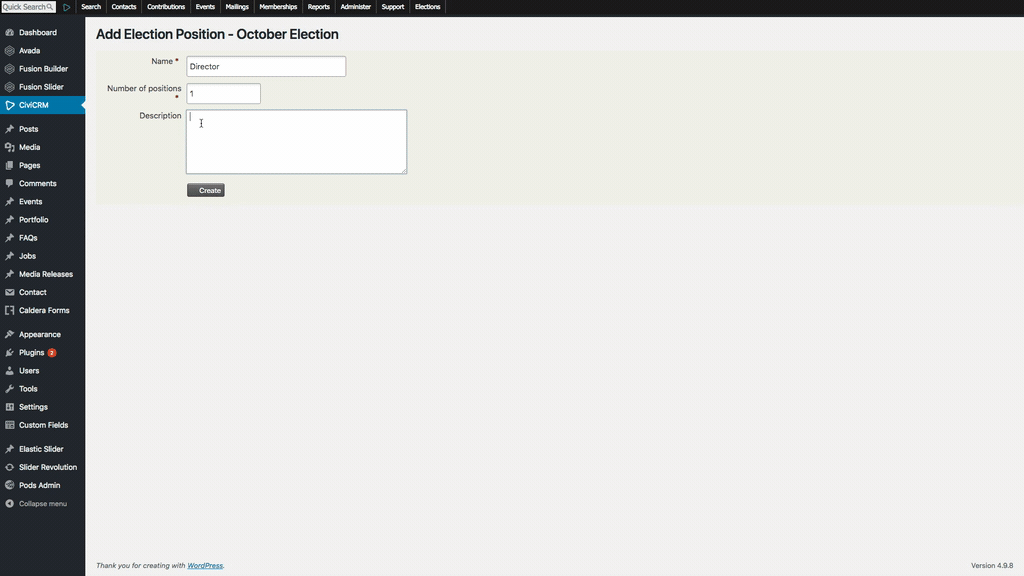 Quick Search
Search Contacts Contributions Events Mailings Memberships Reports Administer Support Elections
Dashboard
Avada
Fusion Builder
Fusion Slider
CiviCRM
Posts
Media
Pages
Comments
Events
Portfolio
FAQs
Jobs
Media Releases
Contact
Caldera Forms
Appearance
Plugins 2
Users
Tools
Settings
Custom Fields
Elastic Slider
Slider Revolution
Pods Admin
Collapse menu
Add Election Position - October Election
Name * Director
Number of positions * 1
Description
Create
Thank you for creating with WordPress.
Version 4.9.8